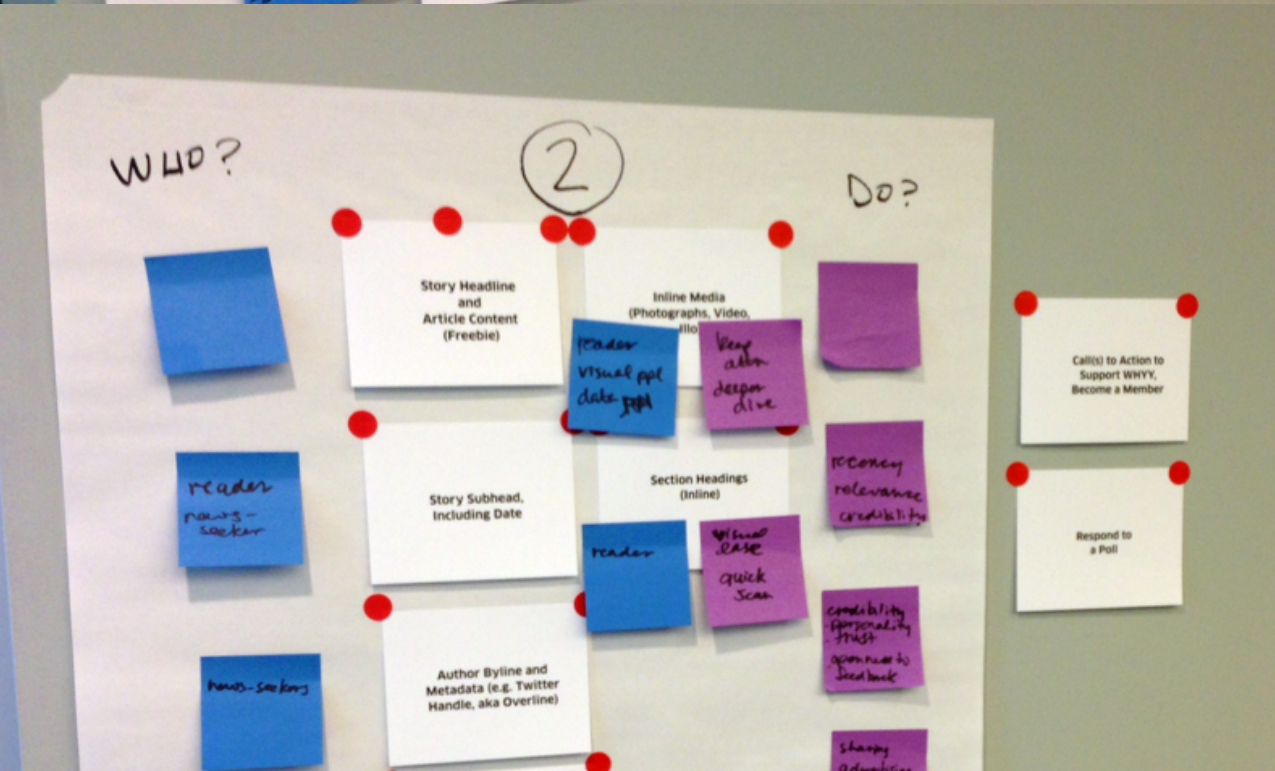 WHO?
2
DO?
Story Headline
and
Article Content
(Freebie)
Inline Media
(Photographs, Video,
reader
visual ppl
data ppl
keep
deeper
dive
Call(s) to Action to
Support WHYY,
Become a Member
reader
news-
seeker
Story Subhead,
Including Date
Section Headings
(Inline)
reader
visual
ease
quick
scan
recency
relevance
credibility
Respond to
a Poll
news-seekers
Author Byline and
Metadata (e.g. Twitter
Handle, aka Overline)
credibility
personality
trust
openness to
feedback
sharing